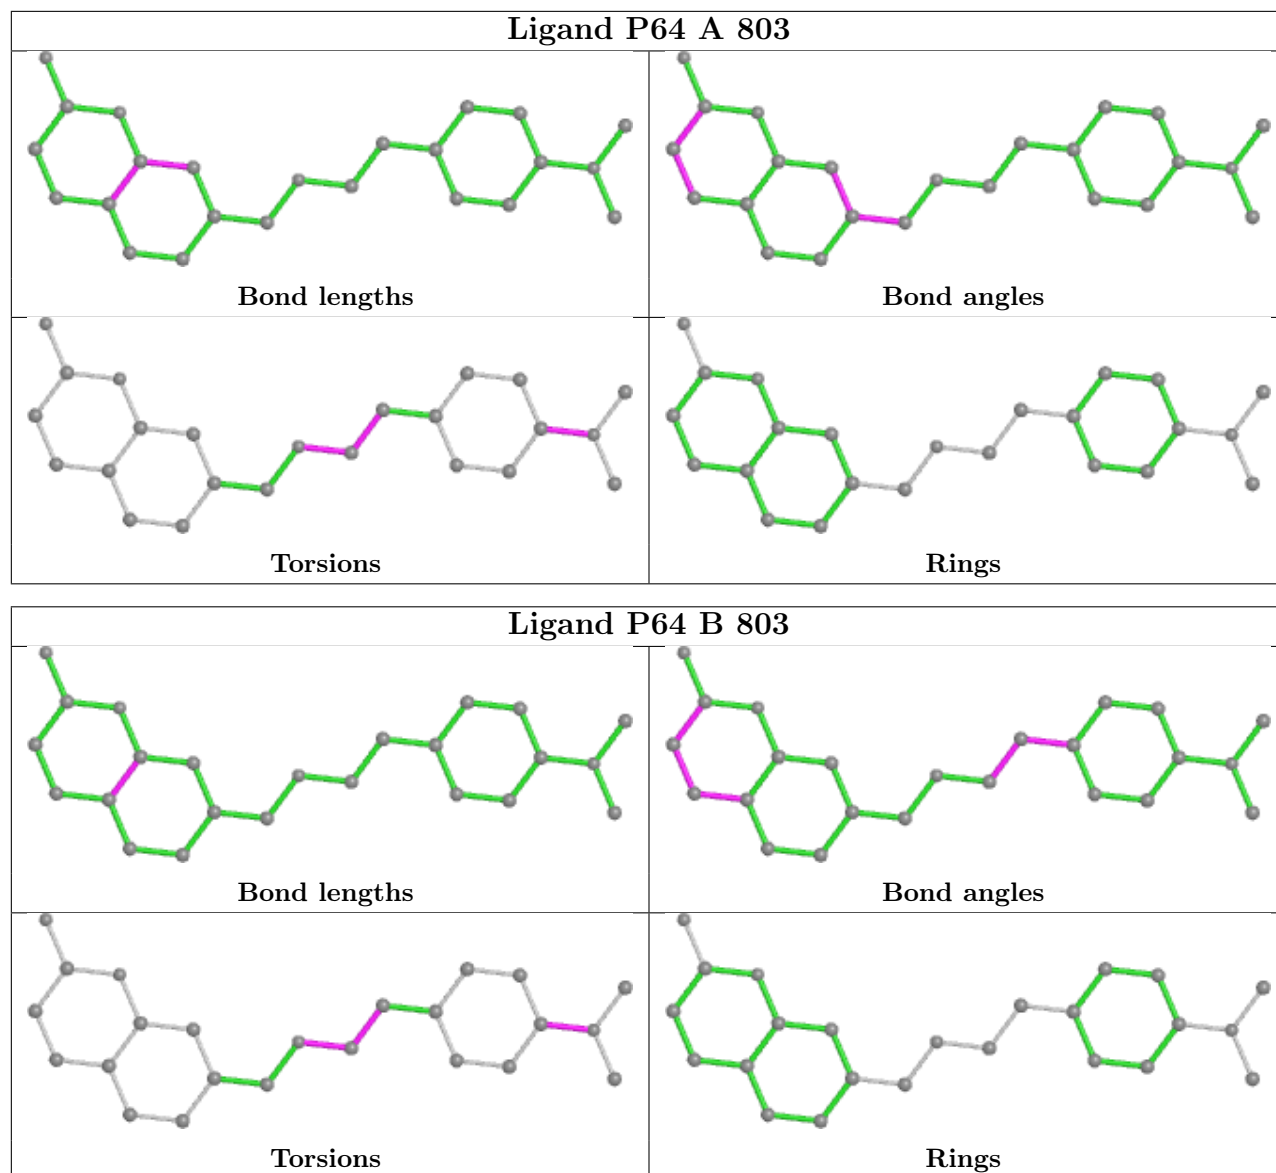 Ligand P64 A 803
Bond lengths
Bond angles
Torsions
Rings
Ligand P64 B 803
Bond lengths
Bond angles
Torsions
Rings